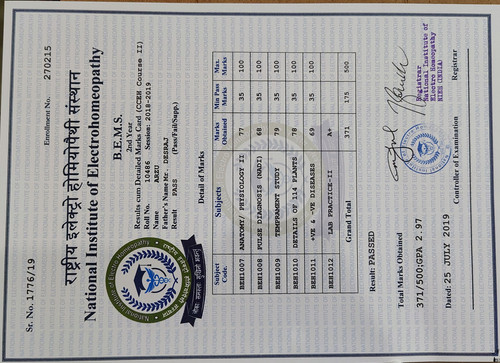 Sr. No. 1776/19
Enrollment No. 270215
राष्ट्रीय इलेक्ट्रो होमियोपैथी संस्थान
National Institute of Electrohomeopathy
B.E.M.S.
2nd Year
Results cum Detailed Marks Card (CCEH Course II)
Roll No. 10486 Session: 2018-2019
Name
Father's Name Mr. DESRAJ
Result PASS (Pass/Fail/Supp.)
Detail of Marks
Subject Code. Subjects Marks Obtained Min Pass Marks Max. Marks
BEH1007 ANATOMY/ PHYSIOLOGY II 77 35 100
BEH1008 PULSE DIAGNOSIS (NADI) 68 35 100
BEH1009 TEMPRAMENT STUDY 79 35 100
BEH1010 DETAILS OF 114 PLANTS 78 35 100
BEH1011 +VE & -VE DISEASES 69 35 100
BEH1012 LAB PRACTICE-II A+
Grand Total 371 175 500
Result: PASSED
Total Marks Obtained
371/500:GPA 2.97
Dated: 25 JULY 2019
Controller of Examination
Registrar
National Institute of
Electro Homoeopathy
NIEH (INDIA)
Registrar